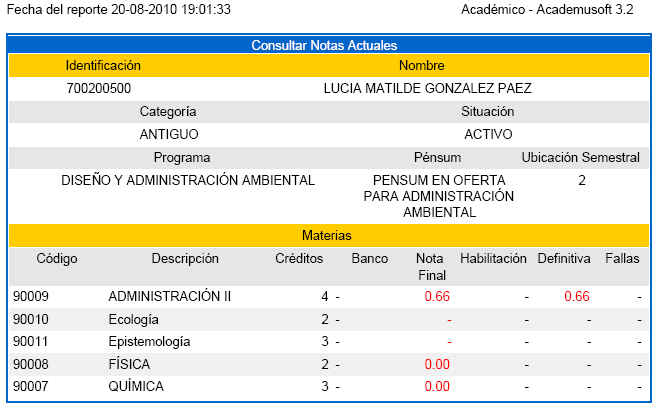 Fecha del reporte 20-08-2010 19:01:33 Académico - Academusoft 3.2
Consultar Notas Actuales
Identificación Nombre
700200500 LUCIA MATILDE GONZALEZ PAEZ
Categoría Situación
ANTIGUO ACTIVO
Programa Pénsum Ubicación Semestral
DISEÑO Y ADMINISTRACIÓN AMBIENTAL PENSUM EN OFERTA 2
PARA ADMINISTRACIÓN
AMBIENTAL
Materias
Código Descripción Créditos Banco Nota Habilitación Definitiva Fallas
Final
90009 ADMINISTRACIÓN II 4 - 0.66 - 0.66 -
90010 Ecología 2 - - - - -
90011 Epistemología 3 - - - - -
90008 FÍSICA 2 - 0.00 - - -
90007 QUÍMICA 3 - 0.00 - - -